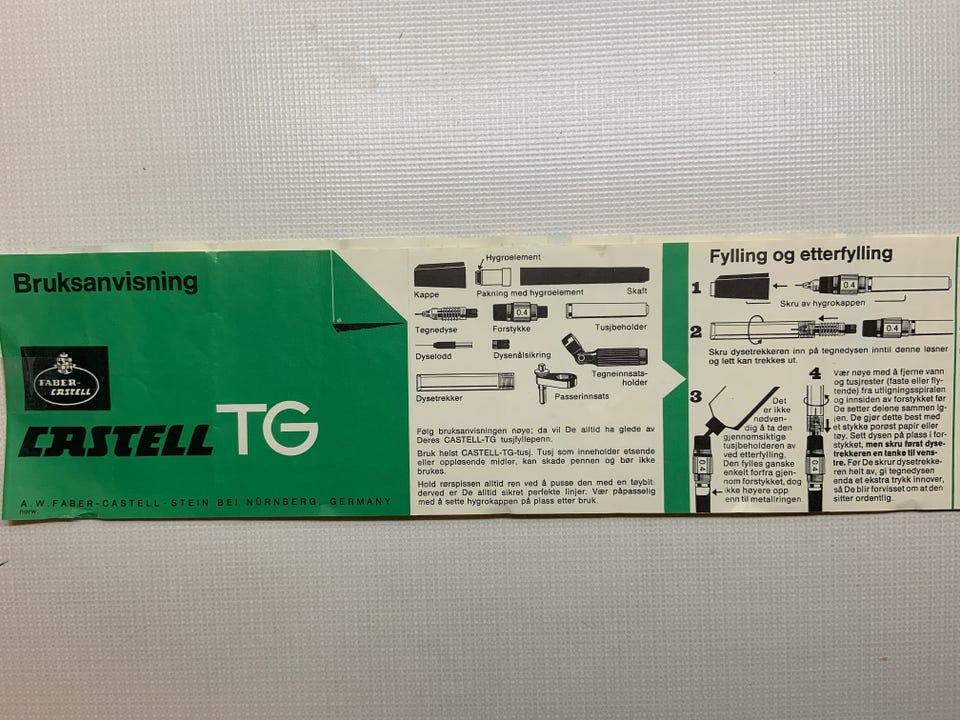 Bruksanvisning
FABER-
CASTELL
CASTELL TG
A.W.FABER-CASTELL-STEIN BEI NÜRNBERG, GERMANY
norw.
Hygroelement
Kappe
Pakning med hygroelement
Skaft
0.4
Tegnedyse
Forstykke
Tusjbeholder
Dyselodd
Dysenålsikring
Tegneinnsats-
holder
Dysetrekker
Passerinnsats
Følg bruksanvisningen nøye; da vil De alltid ha glede av
Deres CASTELL-TG tusjfyllepenn.
Bruk helst CASTELL-TG-tusj. Tusj som inneholder etsende
eller oppløsende midler, kan skade pennen og bør ikke
brukes.
Hold rørspissen alltid ren ved å pusse den med en tøybit:
derved er De alltid sikret perfekte linjer. Vær påpasselig
med å sette hygrokappen på plass etter bruk.
Fylling og etterfylling
1
0.4
Skru av hygrokappen
2
0.4
Skru dysetrekkeren inn på tegnedysen inntil denne løsner
og lett kan trekkes ut.
3
0.4
Det
er ikke
nødven-
dig å ta den
gjennomsiktige
tusjbeholderen ut.
Den fylles ganske
enkelt forfra gjen-
nom forstykket, dog
ikke høyere opp
enn til metallringen.
4
0.4
Vær nøye med å fjerne vann
og tusjrester (faste eller fly-
tende) fra utligningsspiralen
og innsiden av forstykket før
De setter delene sammen ig-
jen. De gjør dette best med
et stykke porøst papir eller
tøy. Sett dysen på plass i for-
stykket, men skru først dyse-
trekkeren en tanke til vens-
tre. Før De skrur dysetrekke-
ren helt av, gi tegnedysen
enda et ekstra trykk innover,
så De blir forvisset om at den
sitter ordentlig.